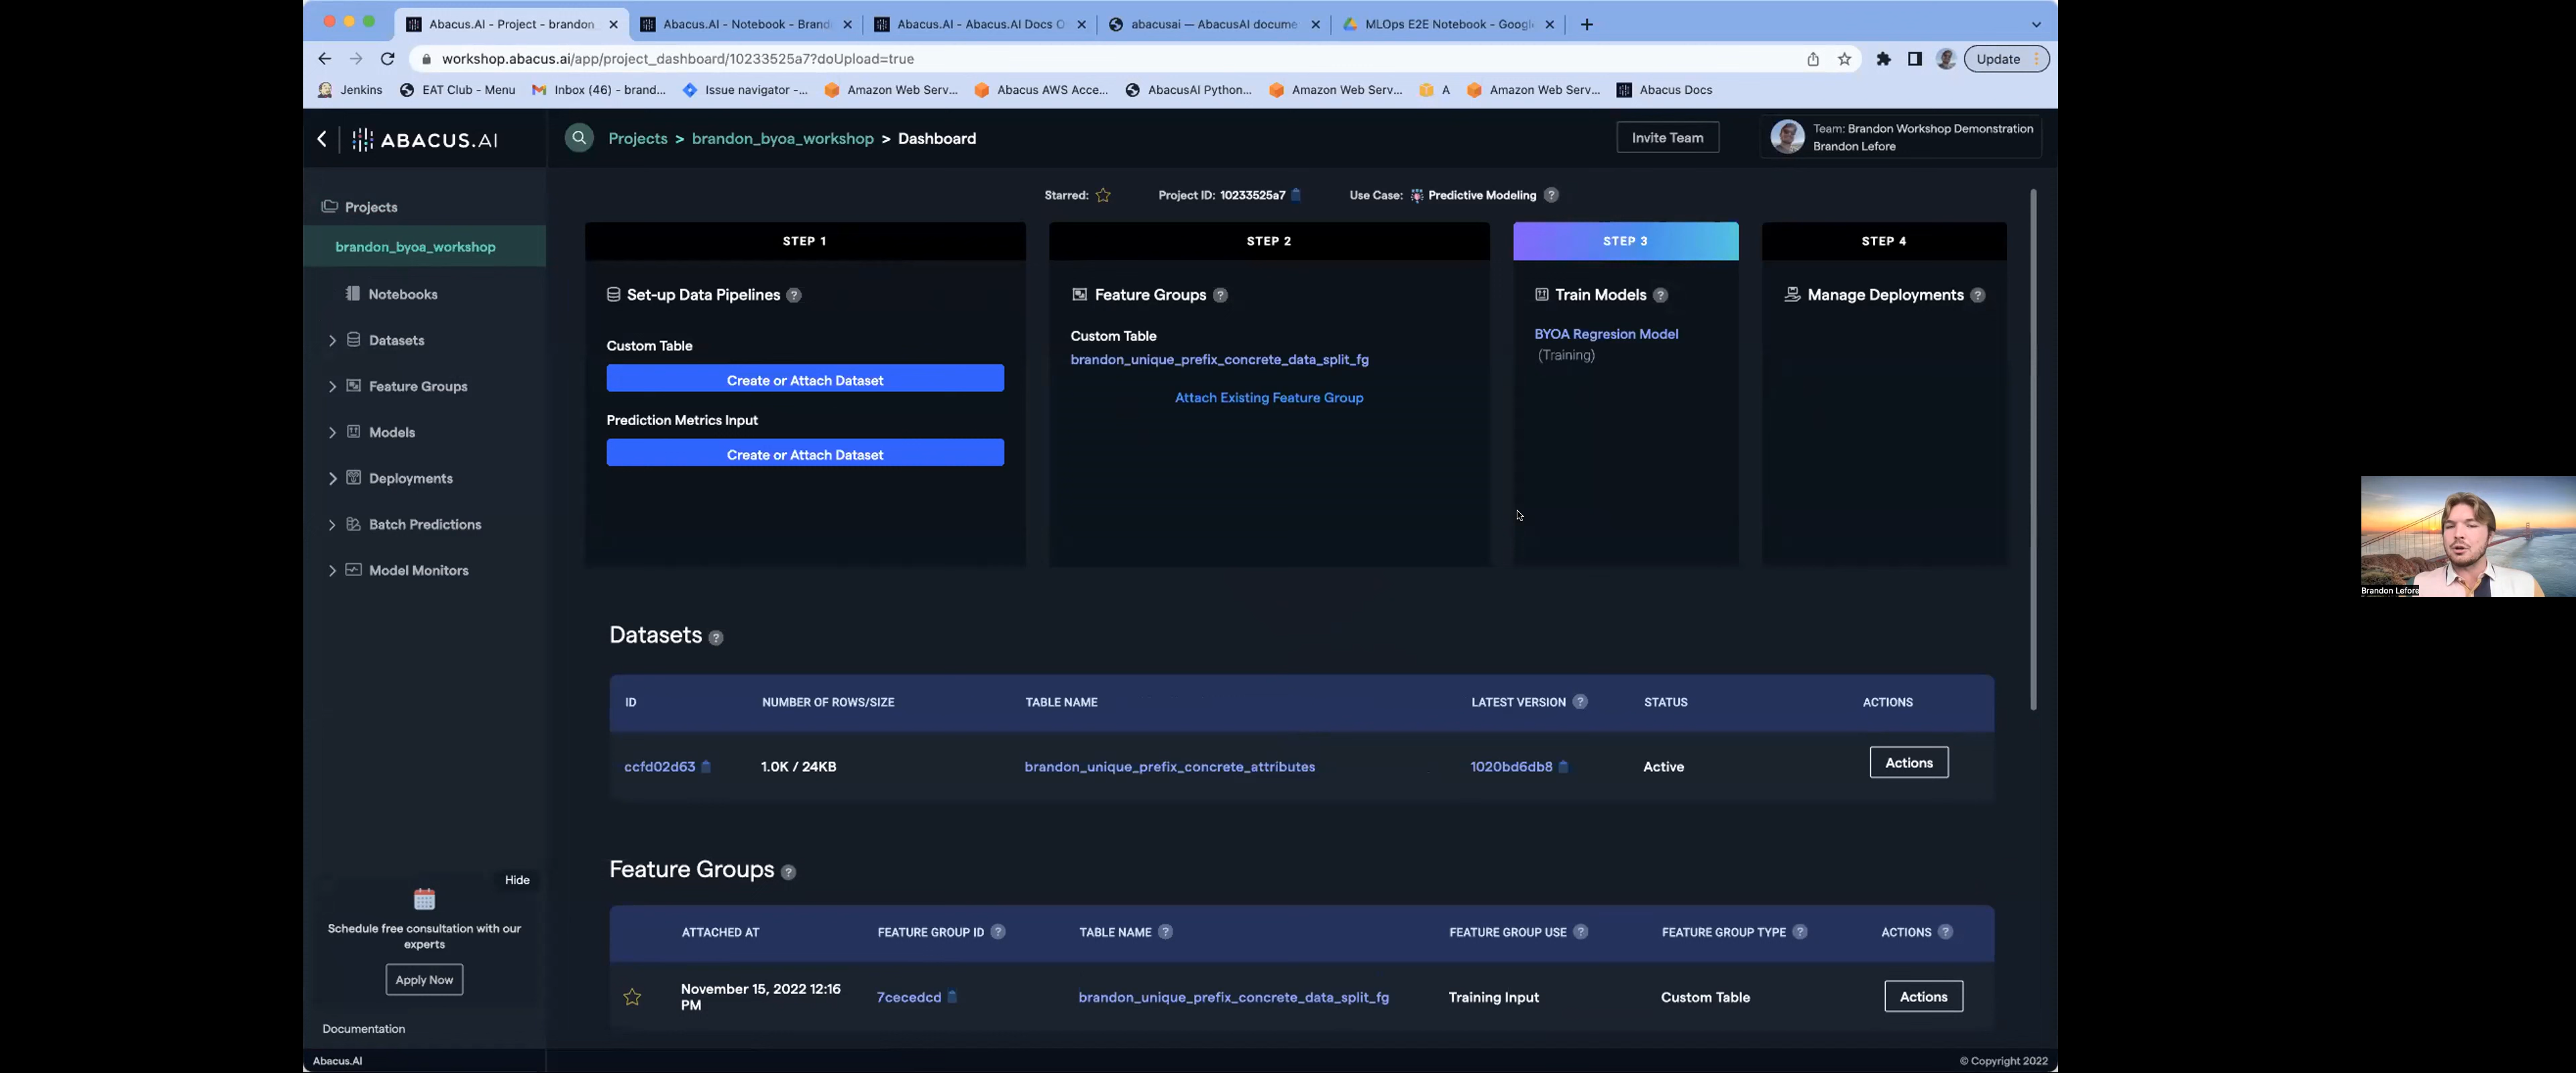 Abacus.AI - Project - brandon_
Abacus.AI - Notebook - Brand
Abacus.AI - Abacus.AI Docs O
abacusai — AbacusAI docume
MLOps E2E Notebook - Googl
workshop.abacus.ai/app/project_dashboard/10233525a7?doUpload=true
Update
Jenkins
EAT Club - Menu
Inbox (46) - brand...
Issue navigator -...
Amazon Web Serv...
Abacus AWS Acce...
AbacusAI Python...
Amazon Web Serv...
A
Amazon Web Serv...
Abacus Docs
ABACUS.AI
Projects > brandon_byoa_workshop > Dashboard
Invite Team
Team: Brandon Workshop Demonstration
Brandon Lefore
Projects
brandon_byoa_workshop
Notebooks
Datasets
Feature Groups
Models
Deployments
Batch Predictions
Model Monitors
Hide
Schedule free consultation with our
experts
Apply Now
Documentation
Abacus.AI
Starred:
Project ID: 10233525a7
Use Case: Predictive Modeling ?
STEP 1
Set-up Data Pipelines ?
Custom Table
Create or Attach Dataset
Prediction Metrics Input
Create or Attach Dataset
STEP 2
Feature Groups ?
Custom Table
brandon_unique_prefix_concrete_data_split_fg
Attach Existing Feature Group
STEP 3
Train Models ?
BYOA Regresion Model
(Training)
STEP 4
Manage Deployments ?
Datasets ?
ID NUMBER OF ROWS/SIZE TABLE NAME LATEST VERSION ? STATUS ACTIONS
ccfd02d63 1.0K / 24KB brandon_unique_prefix_concrete_attributes 1020bd6db8 Active Actions
Feature Groups ?
ATTACHED AT FEATURE GROUP ID ? TABLE NAME ? FEATURE GROUP USE ? FEATURE GROUP TYPE ? ACTIONS ?
November 15, 2022 12:16
PM
7cecedcd brandon_unique_prefix_concrete_data_split_fg Training Input Custom Table Actions
© Copyright 2022
Brandon Lefore